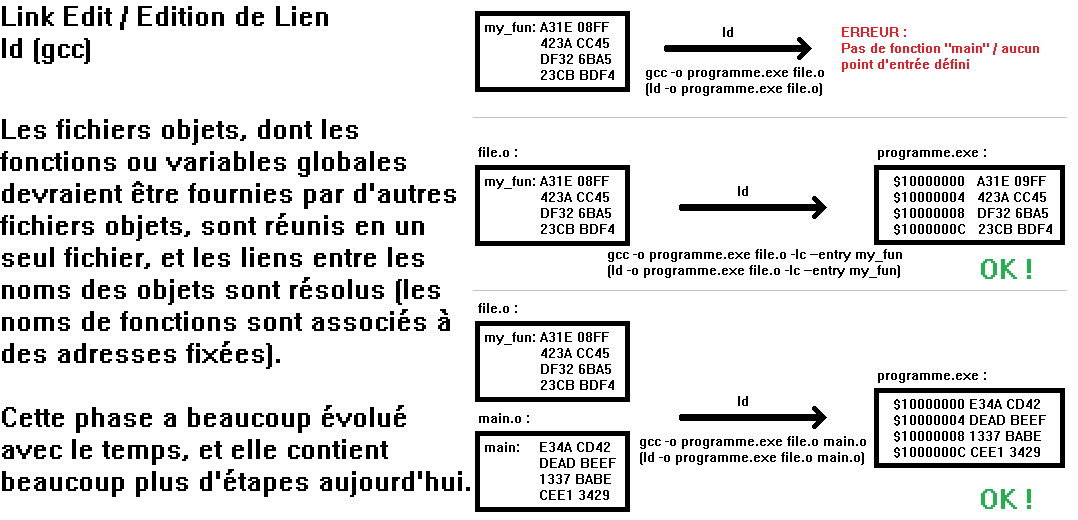 Link Edit / Edition de Lien
ld (gcc)
Les fichiers objets, dont les
fonctions ou variables globales
devraient être fournies par d'autres
fichiers objets, sont réunis en un
seul fichier, et les liens entre les
noms des objets sont résolus (les
noms de fonctions sont associés à
des adresses fixées).
Cette phase a beaucoup évolué
avec le temps, et elle contient
beaucoup plus d'étapes aujourd'hui.
my_fun: A31E 08FF
423A CC45
DF32 6BA5
23CB BDF4
ld
gcc -o programme.exe file.o
(ld -o programme.exe file.o)
ERREUR :
Pas de fonction "main" / aucun
point d'entrée défini
file.o :
my_fun: A31E 08FF
423A CC45
DF32 6BA5
23CB BDF4
ld
gcc -o programme.exe file.o -lc —entry my_fun
(ld -o programme.exe file.o -lc —entry my_fun)
programme.exe :
$10000000 A31E 09FF
$10000004 423A CC45
$10000008 DF32 6BA5
$1000000C 23CB BDF4
OK !
file.o :
my_fun: A31E 08FF
423A CC45
DF32 6BA5
23CB BDF4
main.o :
main: E34A CD42
DEAD BEEF
1337 BABE
CEE1 3429
ld
gcc -o programme.exe file.o main.o
(ld -o programme.exe file.o main.o)
programme.exe :
$10000000 E34A CD42
$10000004 DEAD BEEF
$10000008 1337 BABE
$1000000C CEE1 3429
OK !